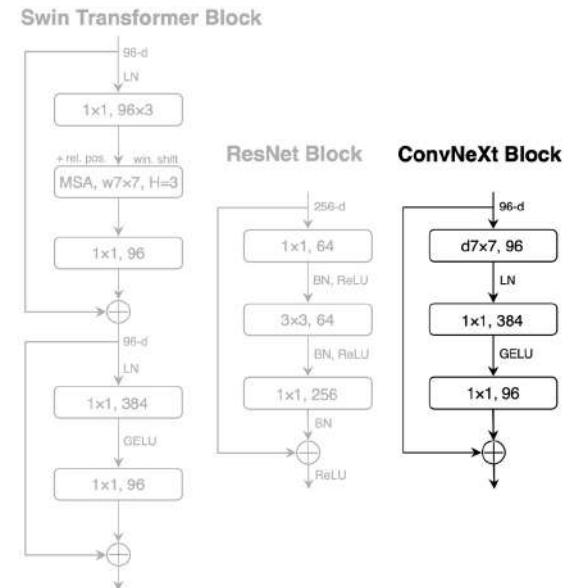 Swin Transformer Block
96-d
LN
1×1, 96×3
+ rel. pos. win. shift
MSA, w7×7, H=3
1×1, 96
96-d
LN
1×1, 384
GELU
1×1, 96
ResNet Block
256-d
1×1, 64
BN, ReLU
3×3, 64
BN, ReLU
1×1, 256
BN
ReLU
ConvNeXt Block
96-d
d7×7, 96
LN
1×1, 384
GELU
1×1, 96